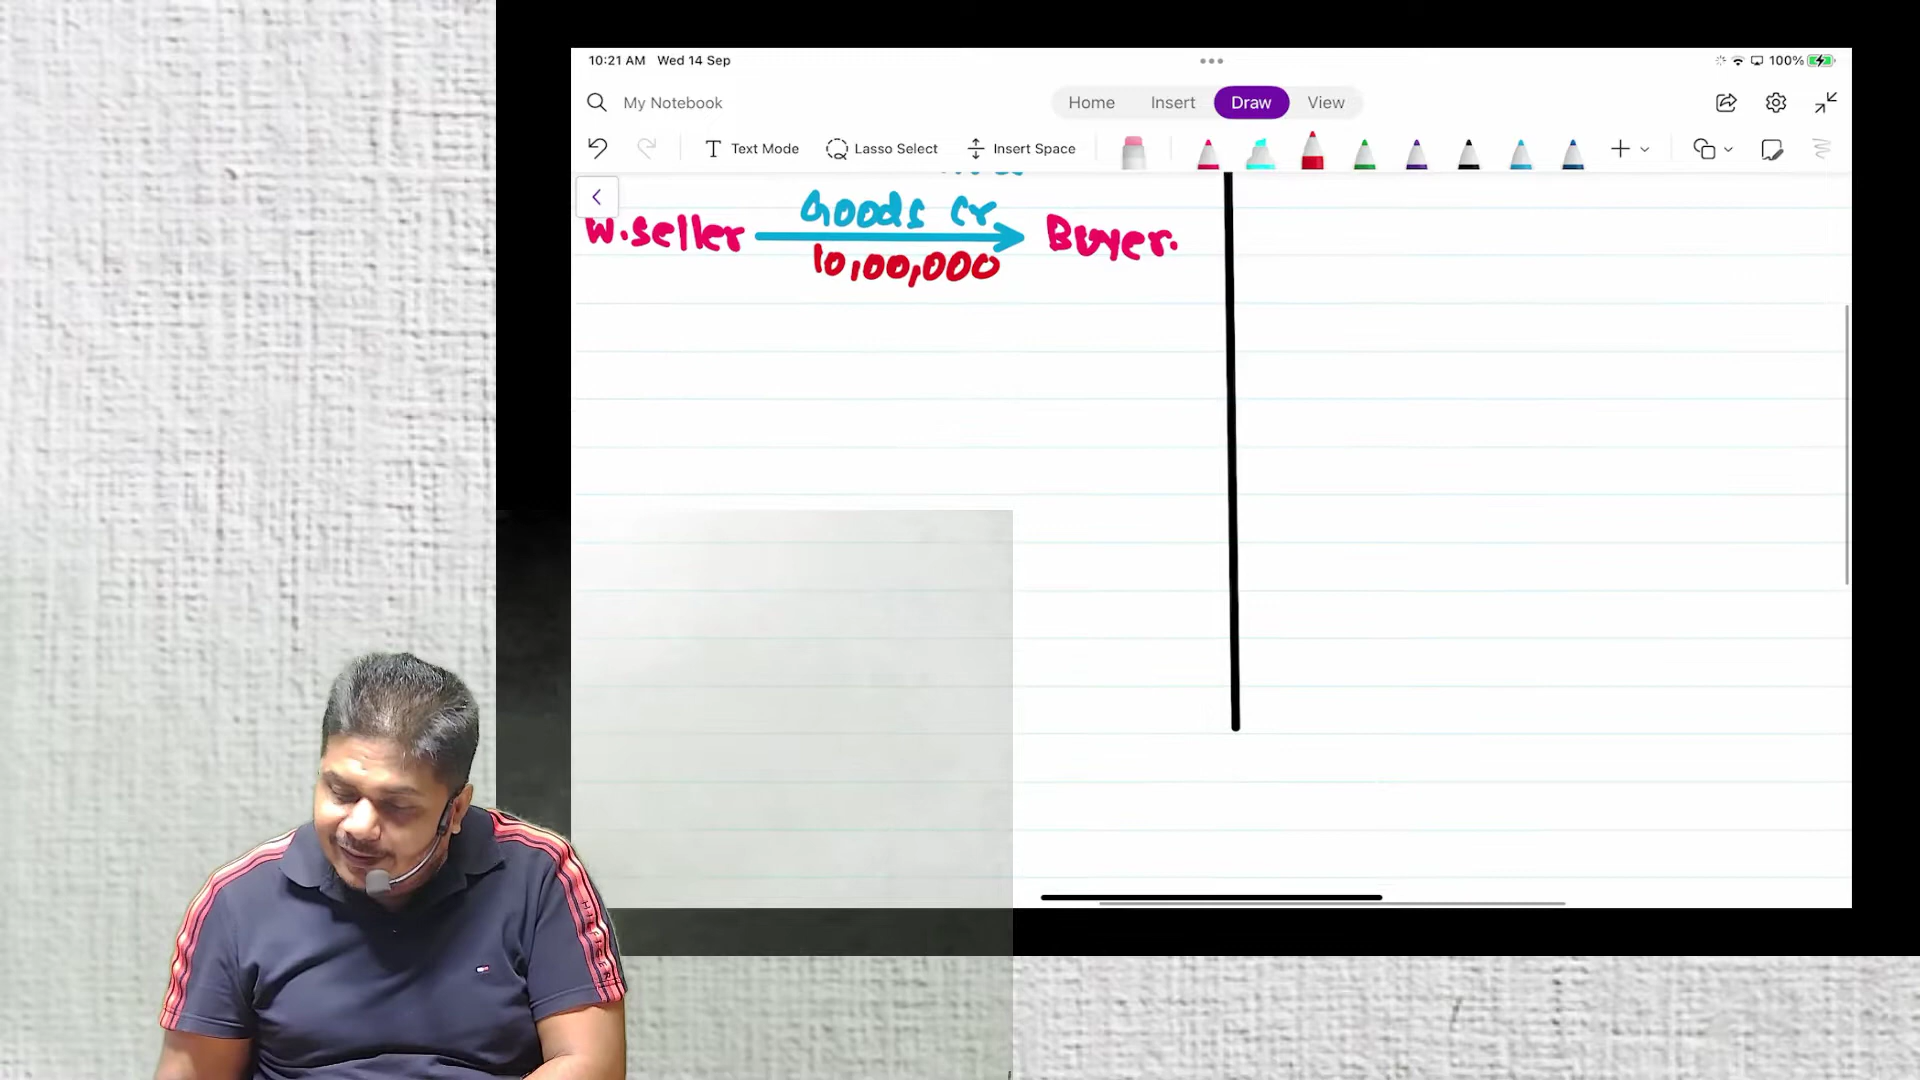 10:21 AM Wed 14 Sep
100%
My Notebook
Home Insert Draw View
Text Mode Lasso Select Insert Space
Goods Cr
W.Seller
Buyer.
10,00,000